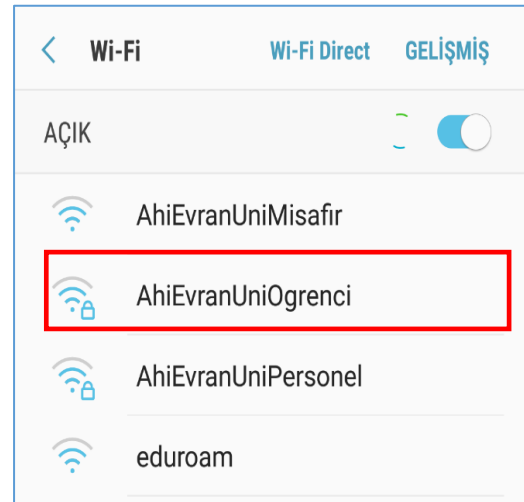 Wi-Fi Wi-Fi Direct GELİŞMİŞ
AÇIK
AhiEvranUniMisafir
AhiEvranUniOgrenci
AhiEvranUniPersonel
eduroam